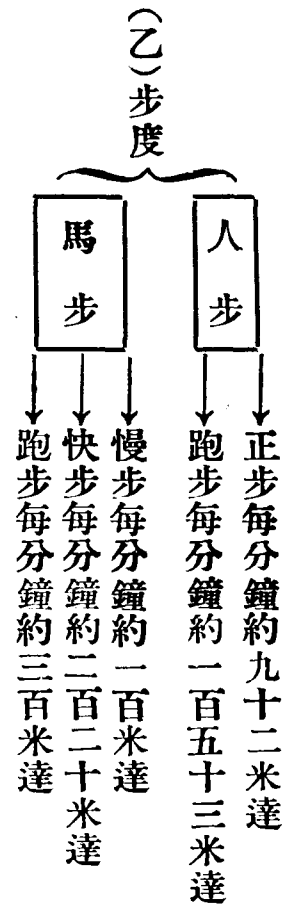 （乙）步度
人步
正步每分鐘約九十二米達
跑步每分鐘約一百五十三米達
馬步
慢步每分鐘約一百米達
快步每分鐘約二百二十米達
跑步每分鐘約三百米達